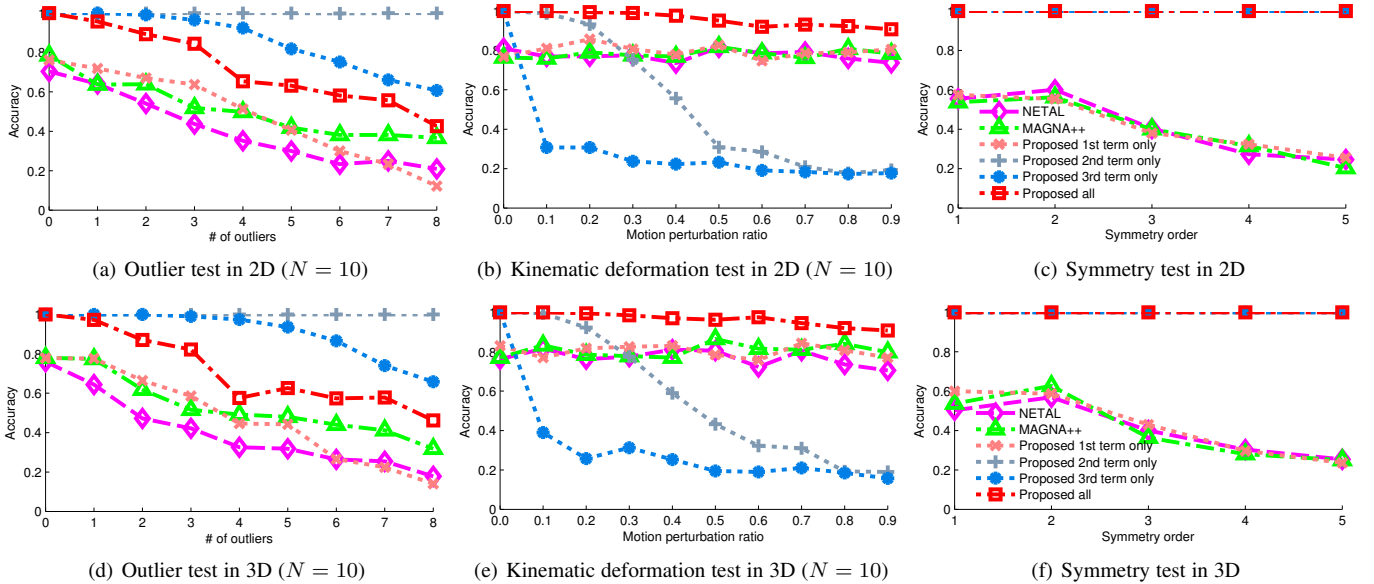 1
0.8
0.6
0.4
0.2
0
Accuracy
0 1 2 3 4 5 6 7 8
# of outliers
(a) Outlier test in 2D (N = 10)
1
0.8
0.6
0.4
0.2
0
Accuracy
0.0 0.1 0.2 0.3 0.4 0.5 0.6 0.7 0.8 0.9
Motion perturbation ratio
(b) Kinematic deformation test in 2D (N = 10)
1
0.8
0.6
0.4
0.2
0
Accuracy
NETAL
MAGNA++
Proposed 1st term only
Proposed 2nd term only
Proposed 3rd term only
Proposed all
1 2 3 4 5
Symmetry order
(c) Symmetry test in 2D
1
0.8
0.6
0.4
0.2
0
Accuracy
0 1 2 3 4 5 6 7 8
# of outliers
(d) Outlier test in 3D (N = 10)
1
0.8
0.6
0.4
0.2
0
Accuracy
0.0 0.1 0.2 0.3 0.4 0.5 0.6 0.7 0.8 0.9
Motion perturbation ratio
(e) Kinematic deformation test in 3D (N = 10)
1
0.8
0.6
0.4
0.2
0
Accuracy
NETAL
MAGNA++
Proposed 1st term only
Proposed 2nd term only
Proposed 3rd term only
Proposed all
1 2 3 4 5
Symmetry order
(f) Symmetry test in 3D